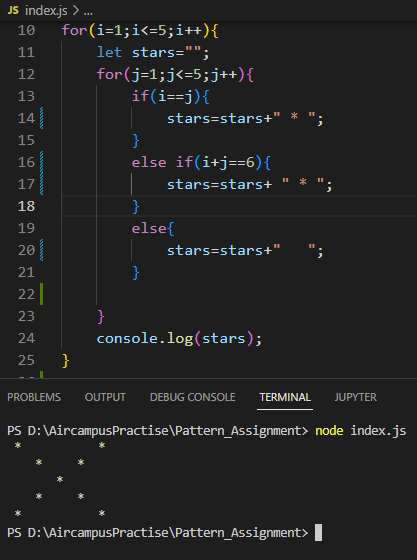 JS index.js > ...
10 for(i=1;i<=5;i++){
11     let stars="";
12     for(j=1;j<=5;j++){
13         if(i==j){
14             stars=stars+" * ";
15         }
16         else if(i+j==6){
17             stars=stars+ " * ";
18         }
19         else{
20             stars=stars+"   ";
21         }
22
23     }
24     console.log(stars);
25 }
PROBLEMS OUTPUT DEBUG CONSOLE TERMINAL JUPYTER
PS D:\AircampusPractise\Pattern_Assignment> node index.js
 *           * 
    *     *    
       *       
    *     *    
 *           * 
PS D:\AircampusPractise\Pattern_Assignment>